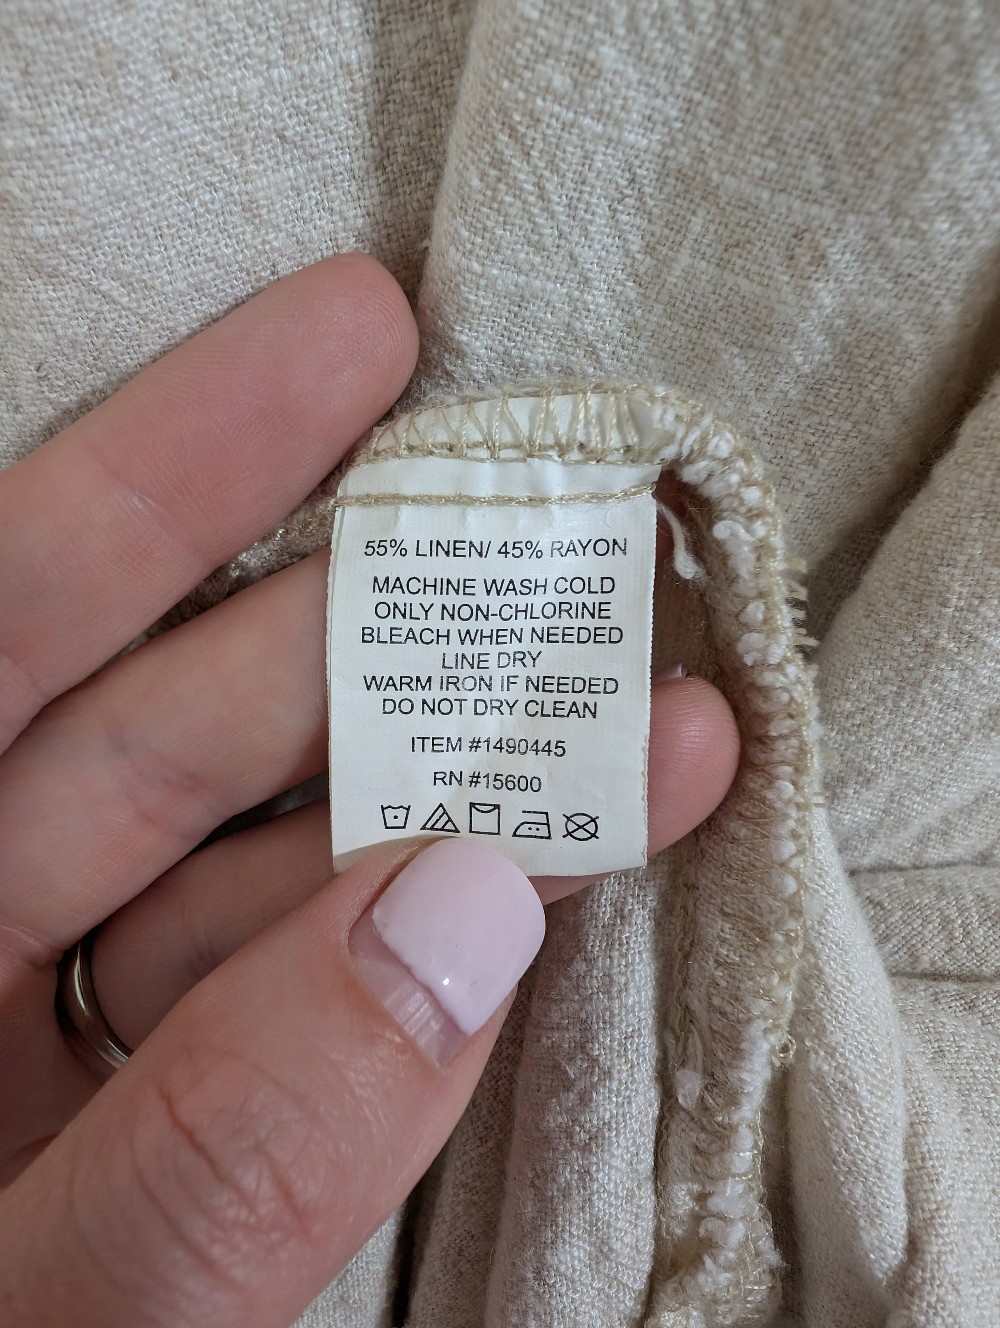 55% LINEN/ 45% RAYON
MACHINE WASH COLD
ONLY NON-CHLORINE
BLEACH WHEN NEEDED
LINE DRY
WARM IRON IF NEEDED
DO NOT DRY CLEAN
ITEM #1490445
RN #15600